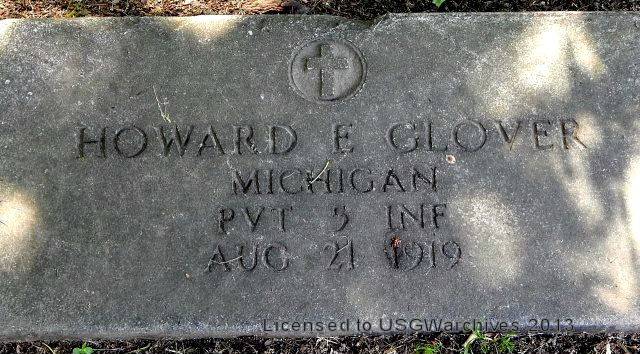 HOWARD E GLOVER
MICHIGAN
PVT 5 INF
AUG 21 1919
Licensed to USGWarchives 2013